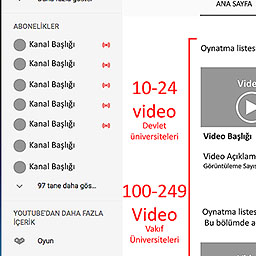 ABONELİKLER
Kanal Başlığı
Kanal Başlığı
Kanal Başlığı
Kanal Başlığı
Kanal Başlığı
Kanal Başlığı
Kanal Başlığı
97 tane daha gös...
YOUTUBE'DAN DAHA FAZLA
İÇERİK
Oyun
10-24
video
Devlet
üniversiteleri
100-249
Video
Vakıf
Üniversiteleri
ANA SAYFA
Oynatma listes
Vide
Video Başlığı
Video Açıklam
Görüntüleme Sayıs
Oynatma listes
Bu bölümde a